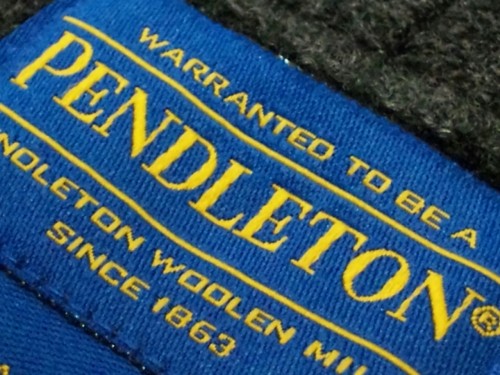 WARRANTED TO BE A
PENDLETON®
NDLETON WOOLEN MIL
SINCE 1863